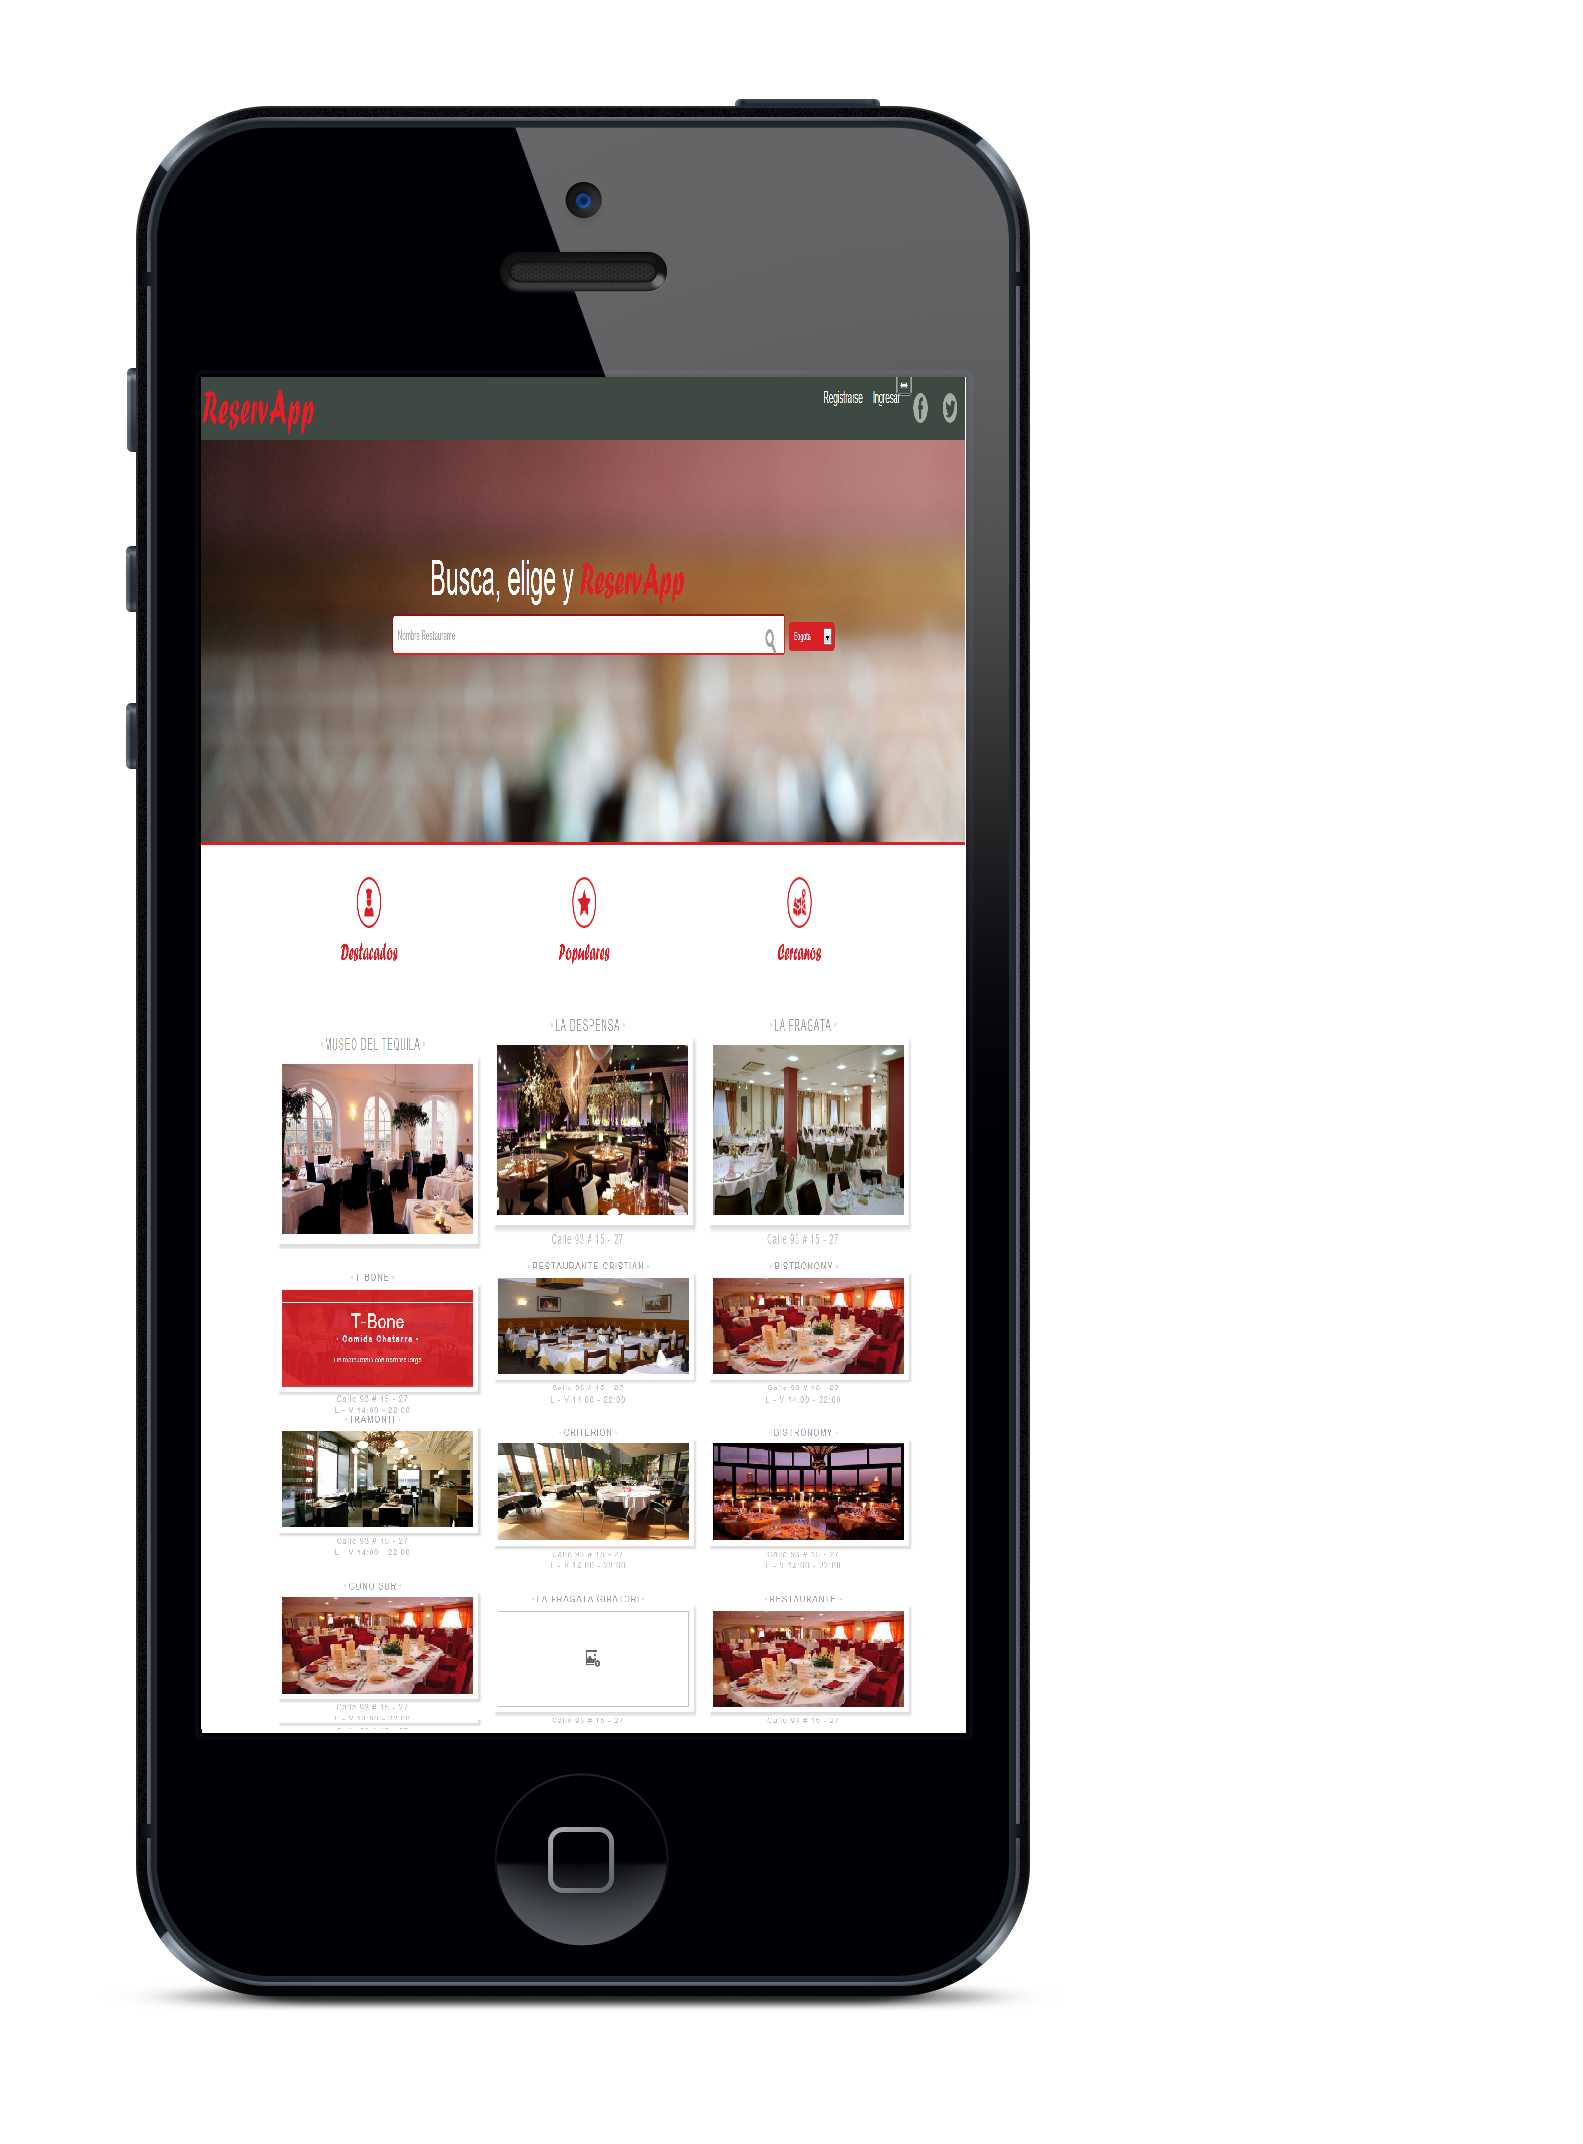 ReservApp
Registrarse Ingresar
Busca, elige y ReservApp
Nombre Restaurante
Bogota
Destacados
Populares
Cercanos
MUSEO DEL TEQUILA
LA DESPENSA
Calle 93 # 15 - 27
LA FRAGATA
Calle 93 # 15 - 27
T BONE
T-Bone
· Comida Chatarra ·
Calle 93 # 15 - 27
L - V 14:00 - 22:00
RESTAURANTE CRISTIAN
Calle 93 # 15 - 27
L - V 14:00 - 22:00
BISTRONOMY
Calle 93 # 15 - 27
L - V 14:00 - 22:00
TRAMONTI
Calle 93 # 15 - 27
L - V 14:00 - 22:00
CRITERION
Calle 93 # 15 - 27
L - V 14:00 - 22:00
BISTRONOMY
Calle 93 # 15 - 27
L - V 14:00 - 22:00
CONO SUR
Calle 93 # 15 - 27
L - V 14:00 - 22:00
LA FRAGATA GIRATORI
Calle 93 # 15 - 27
RESTAURANTE
Calle 93 # 15 - 27